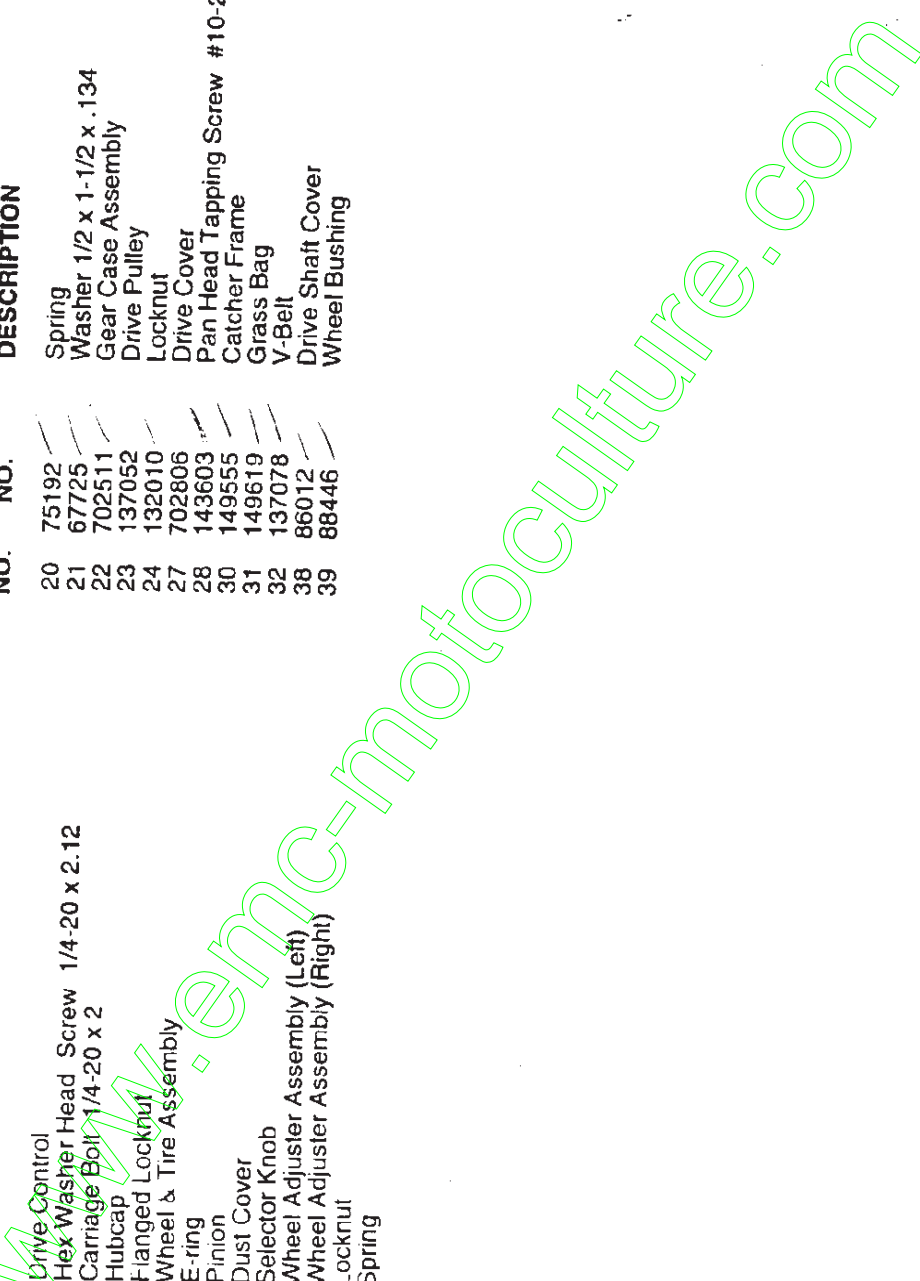 Drive Control
Hex Washer Head Screw 1/4-20 x 2.12
Carriage Bolt 1/4-20 x 2
Hubcap
Flanged Locknut
Wheel & Tire Assembly
E-ring
Pinion
Dust Cover
Selector Knob
Wheel Adjuster Assembly (Left)
Wheel Adjuster Assembly (Right)
Locknut
Spring
NO. NO. DESCRIPTION
20 75192 Spring
21 67725 Washer 1/2 x 1-1/2 x .134
22 702511 Gear Case Assembly
23 137052 Drive Pulley
24 132010 Locknut
27 702806 Drive Cover
28 143603 Pan Head Tapping Screw #10-2
30 149555 Catcher Frame
31 149619 Grass Bag
32 137078 V-Belt
38 86012 Drive Shaft Cover
39 88446 Wheel Bushing
www.emc-motoculture.com